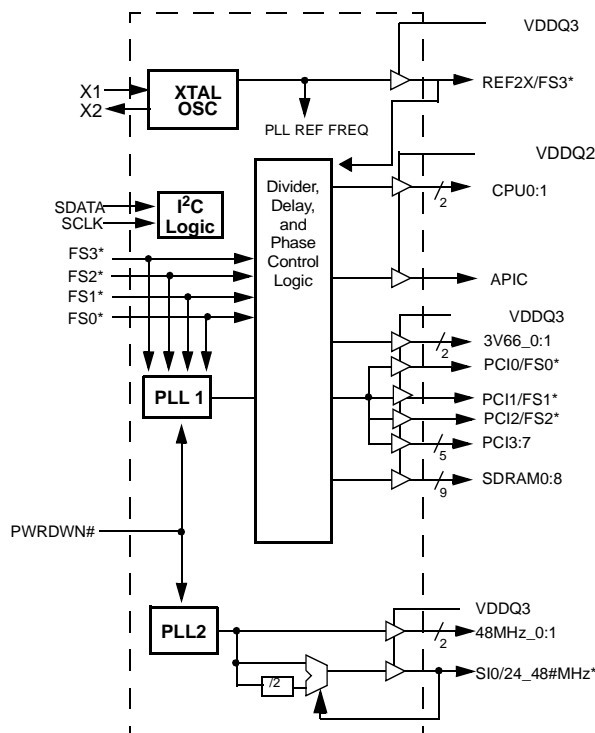 VDDQ3
X1
X2
XTAL
OSC
REF2X/FS3*
PLL REF FREQ
VDDQ2
Divider,
Delay,
and
Phase
Control
Logic
2
CPU0:1
SDATA
SCLK
I²C
Logic
FS3*
FS2*
FS1*
FS0*
APIC
VDDQ3
2
3V66_0:1
PCI0/FS0*
PLL 1
PCI1/FS1*
PCI2/FS2*
5
PCI3:7
9
SDRAM0:8
PWRDWN#
VDDQ3
PLL2
2
48MHz_0:1
/2
SI0/24_48#MHz*